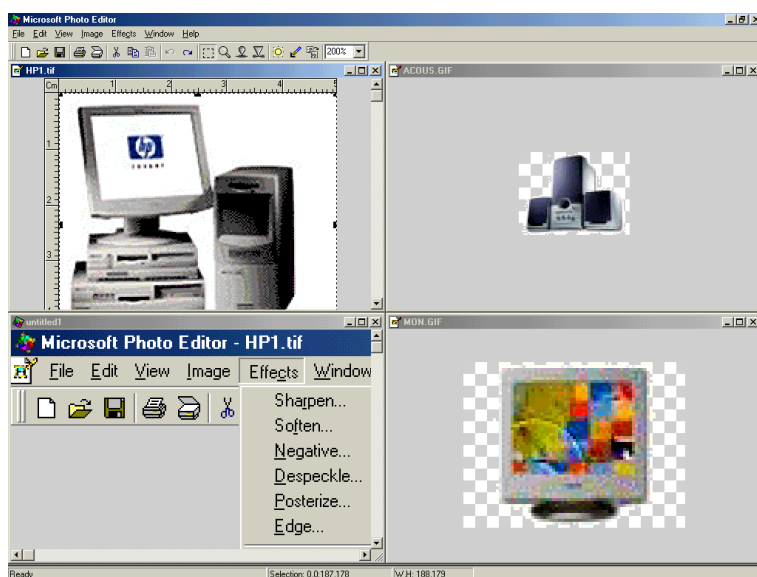 Microsoft Photo Editor
File Edit View Image Effects Window Help
200%
HP1.tif
ACOUS.GIF
Cm 1 2 3 4 5
1
hp
invent
2
3
untitled1
MON.GIF
Microsoft Photo Editor - HP1.tif
File Edit View Image Effects Window
Sharpen...
Soften...
Negative...
Despeckle...
Posterize...
Edge...
Ready Selection: 0.0:187.178 W.H: 188.179